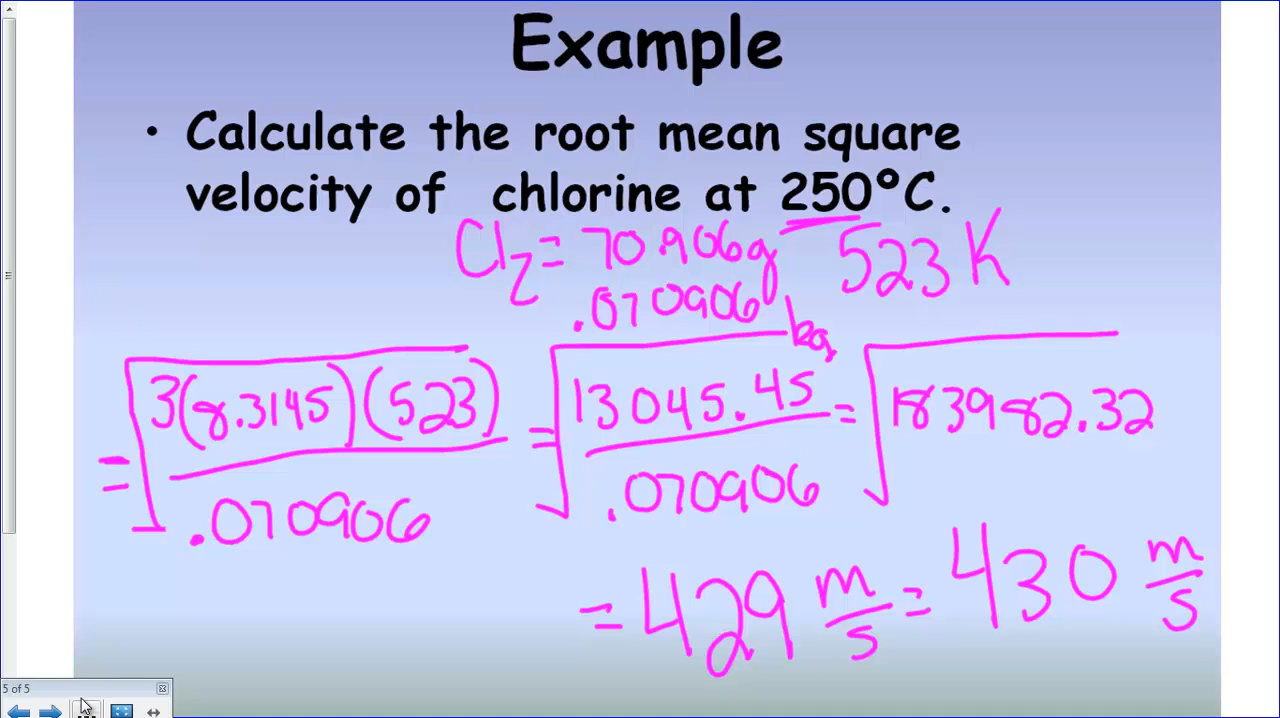 Example
• Calculate the root mean square
velocity of chlorine at 250°C.
Cl2 = 70.906g 523 K
.070906 kg
= √(3(8.3145)(523) / .070906) = √(13045.45 / .070906) = √183982.32
= 429 m/s = 430 m/s
5 of 5